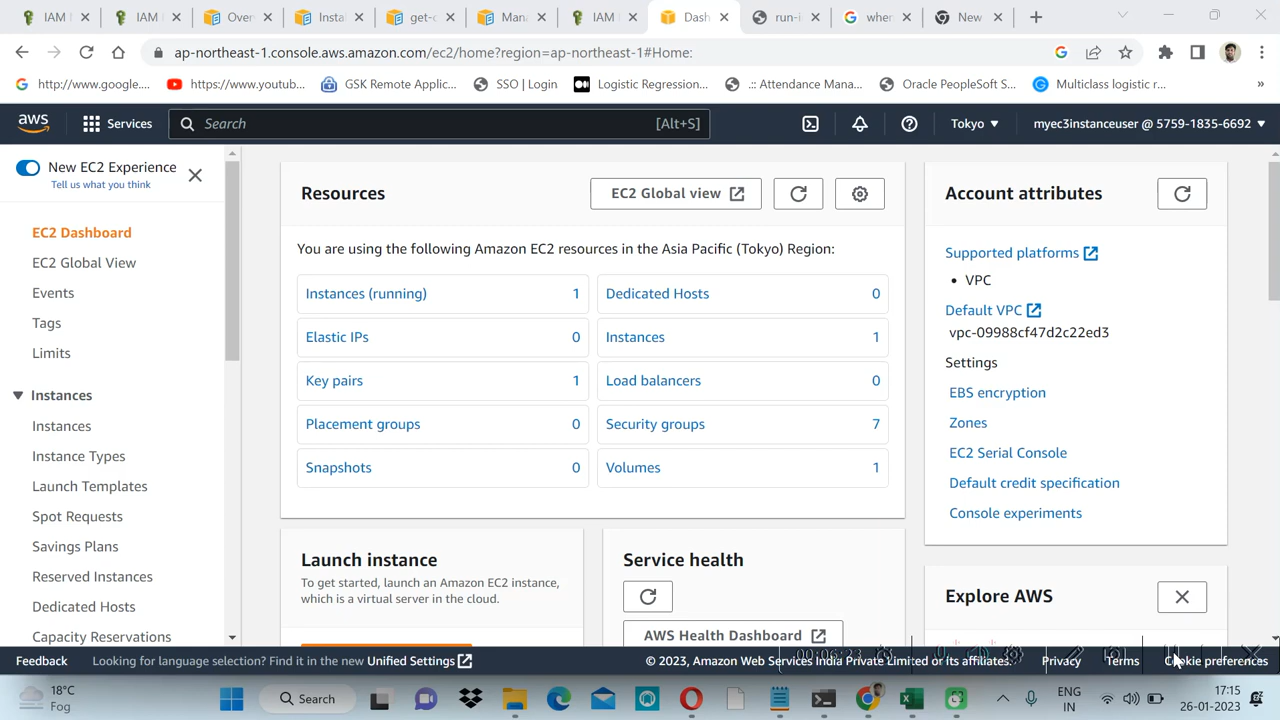 IAM
IAM
Over
Instal
get-c
Mana
IAM
Dash
run-i
wher
New
ap-northeast-1.console.aws.amazon.com/ec2/home?region=ap-northeast-1#Home:
http://www.google....
https://www.youtub...
GSK Remote Applic...
SSO | Login
Logistic Regression...
.:: Attendance Mana...
Oracle PeopleSoft S...
Multiclass logistic r...
»
aws
Services
Search
[Alt+S]
Tokyo
myec3instanceuser @ 5759-1835-6692
New EC2 Experience
Tell us what you think
EC2 Dashboard
EC2 Global View
Events
Tags
Limits
Instances
Instances
Instance Types
Launch Templates
Spot Requests
Savings Plans
Reserved Instances
Dedicated Hosts
Capacity Reservations
Resources
EC2 Global view
You are using the following Amazon EC2 resources in the Asia Pacific (Tokyo) Region:
Instances (running) 1
Dedicated Hosts 0
Elastic IPs 0
Instances 1
Key pairs 1
Load balancers 0
Placement groups 0
Security groups 7
Snapshots 0
Volumes 1
Launch instance
To get started, launch an Amazon EC2 instance,
which is a virtual server in the cloud.
Service health
AWS Health Dashboard
Account attributes
Supported platforms
• VPC
Default VPC
vpc-09988cf47d2c22ed3
Settings
EBS encryption
Zones
EC2 Serial Console
Default credit specification
Console experiments
Explore AWS
00:06:23
Feedback
Looking for language selection? Find it in the new Unified Settings
© 2023, Amazon Web Services India Private Limited or its affiliates.
Privacy
Terms
Cookie preferences
18°C
Fog
Search
ENG
IN
17:15
26-01-2023